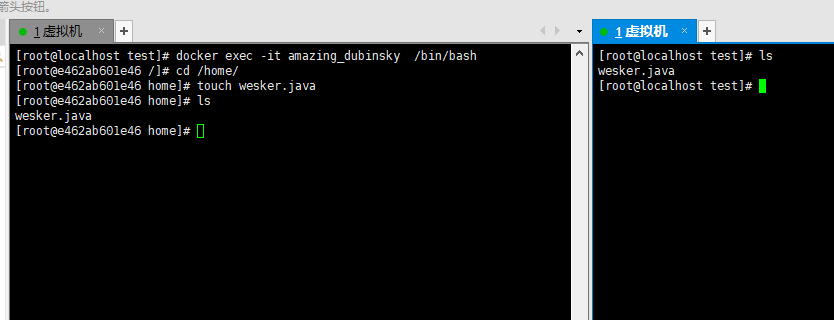 箭头按钮。
1 虚拟机
[root@localhost test]# docker exec -it amazing_dubinsky  /bin/bash
[root@e462ab601e46 /]# cd /home/
[root@e462ab601e46 home]# touch wesker.java
[root@e462ab601e46 home]# ls
wesker.java
[root@e462ab601e46 home]#
1 虚拟机
[root@localhost test]# ls
wesker.java
[root@localhost test]#